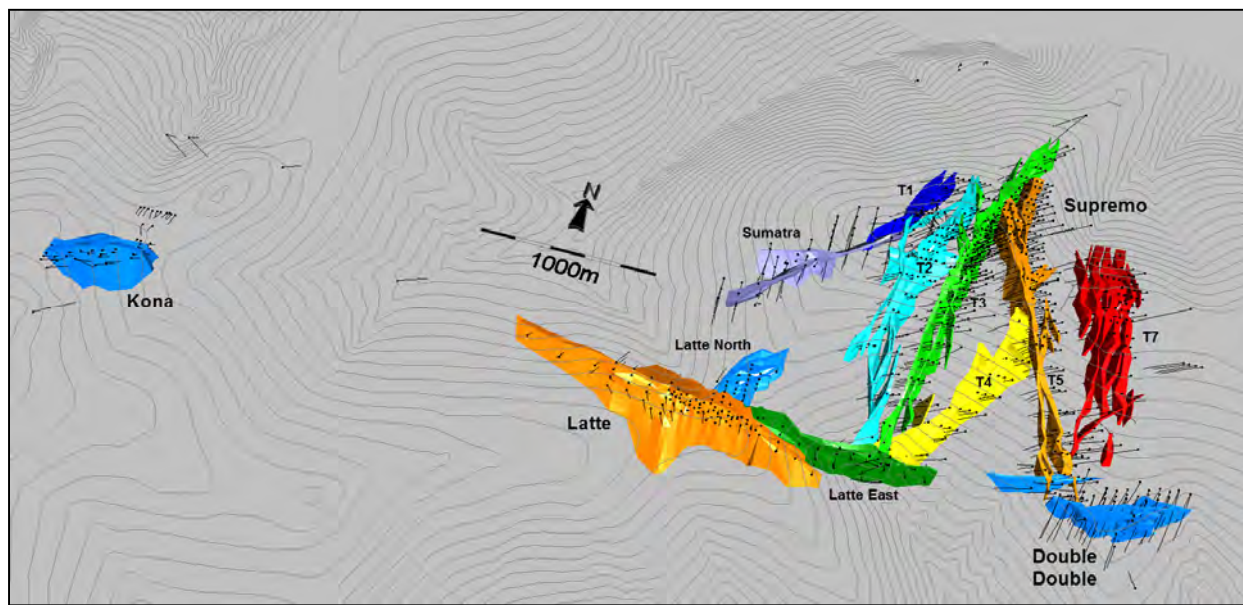 N
T1
Supremo
Sumatra
T2
1000m
Kona
T3
T7
Latte North
T4
T5
Latte
Latte East
Double
Double